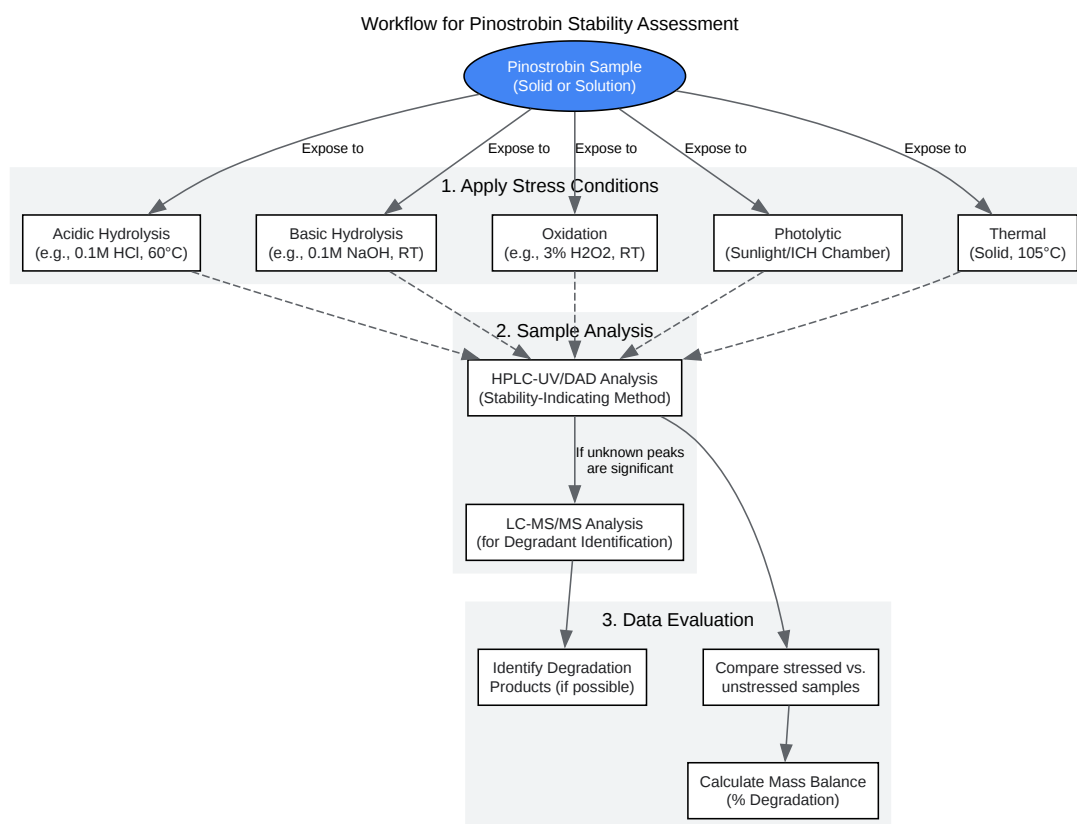 Workflow for Pinostrobin Stability Assessment
Pinostrobin Sample
(Solid or Solution)
Expose to
Expose to
Expose to
Expose to
Expose to
1. Apply Stress Conditions
Acidic Hydrolysis
(e.g., 0.1M HCl, 60°C)
Basic Hydrolysis
(e.g., 0.1M NaOH, RT)
Oxidation
(e.g., 3% H2O2, RT)
Photolytic
(Sunlight/ICH Chamber)
Thermal
(Solid, 105°C)
2. Sample Analysis
HPLC-UV/DAD Analysis
(Stability-Indicating Method)
If unknown peaks
are significant
LC-MS/MS Analysis
(for Degradant Identification)
3. Data Evaluation
Identify Degradation
Products (if possible)
Compare stressed vs.
unstressed samples
Calculate Mass Balance
(% Degradation)